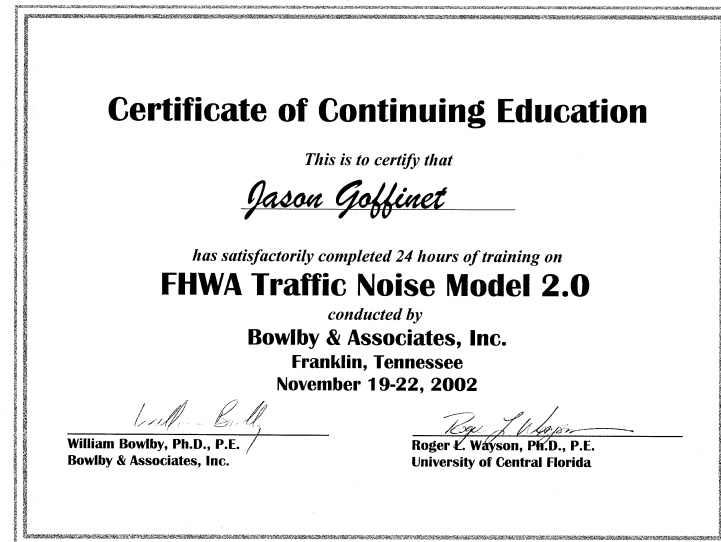 Certificate of Continuing Education
This is to certify that
Jason Goffinet
has satisfactorily completed 24 hours of training on
FHWA Traffic Noise Model 2.0
conducted by
Bowlby & Associates, Inc.
Franklin, Tennessee
November 19-22, 2002
William Bowlby, Ph.D., P.E.
Bowlby & Associates, Inc.
Roger L. Wayson, Ph.D., P.E.
University of Central Florida